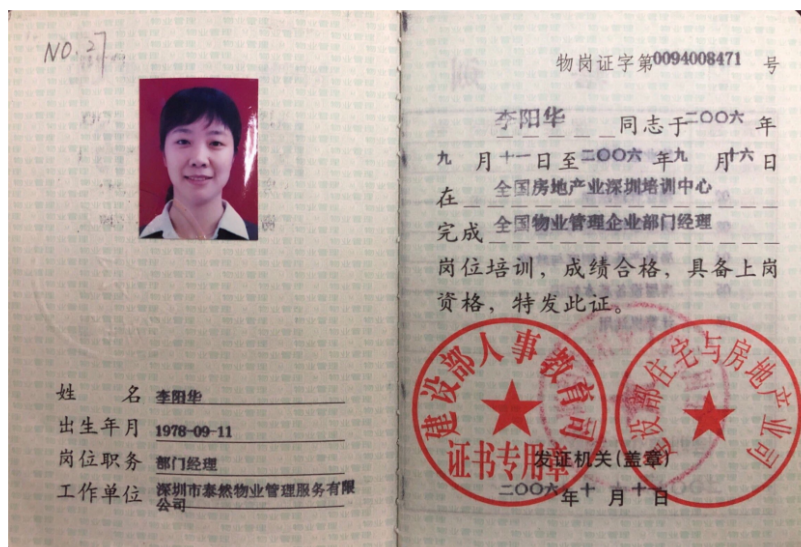 NO.27
姓 名 李阳华
出生年月 1978-09-11
岗位职务 部门经理
工作单位 深圳市泰然物业管理服务有限
公司
物岗证字第0094008471 号
李阳华 同志于二〇〇六 年
九 月十一日至二〇〇六 年九 月十六日
在 全国房地产业深圳培训中心
完成 全国物业管理企业部门经理
岗位培训，成绩合格，具备上岗
资格，特发此证。
建设部人事教育司
证书专用章
建设部住宅与房地产业司
发证机关(盖章)
二〇〇六年十 月十日